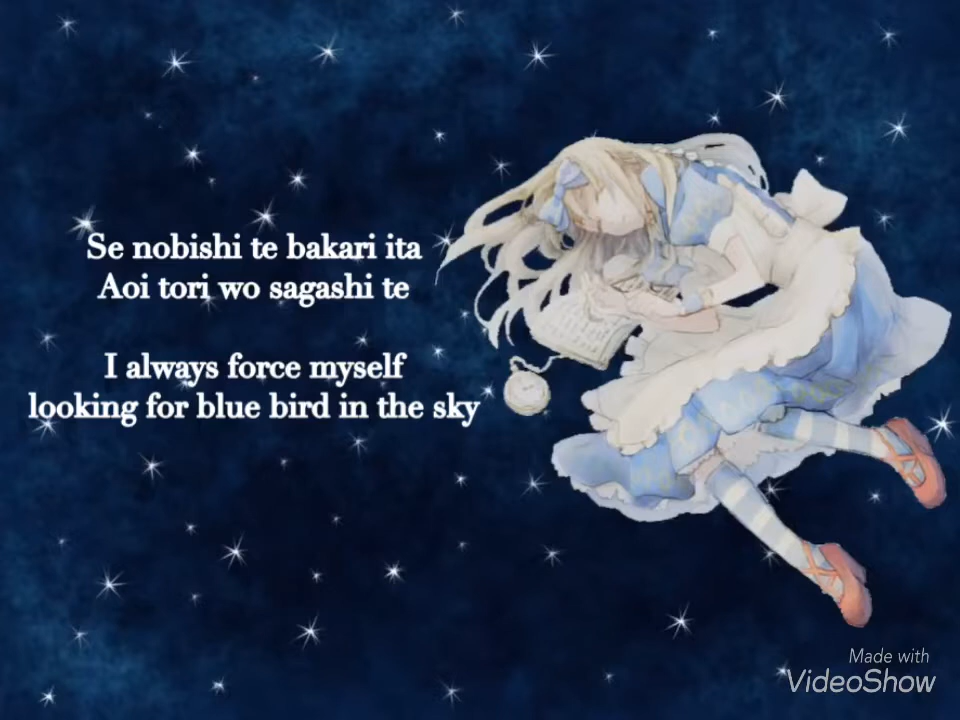 Se nobishi te bakari ita
Aoi tori wo sagashi te
I always force myself
looking for blue bird in the sky
Made with
VideoShow